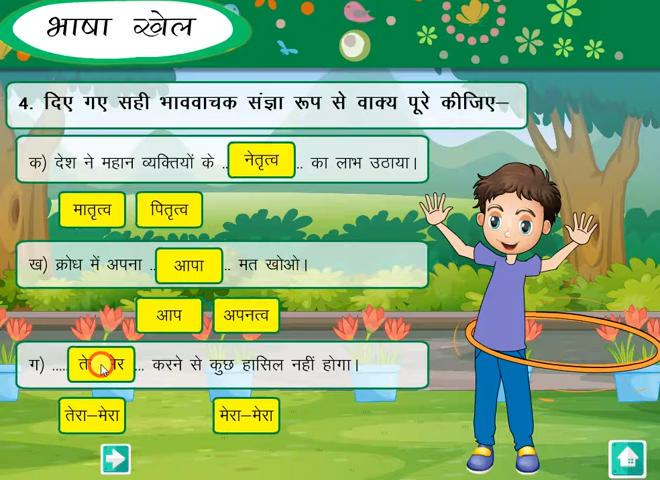 भाषा खेल
4. दिए गए सही भाववाचक संज्ञा रूप से वाक्य पूरे कीजिए–
क) देश ने महान व्यक्तियों के .. नेतृत्व .. का लाभ उठाया।
मातृत्व पितृत्व
ख) क्रोध में अपना .. आपा .. मत खोओ।
आप अपनत्व
ग) ..... ... करने से कुछ हासिल नहीं होगा।
तेरा–मेरा मेरा–मेरा